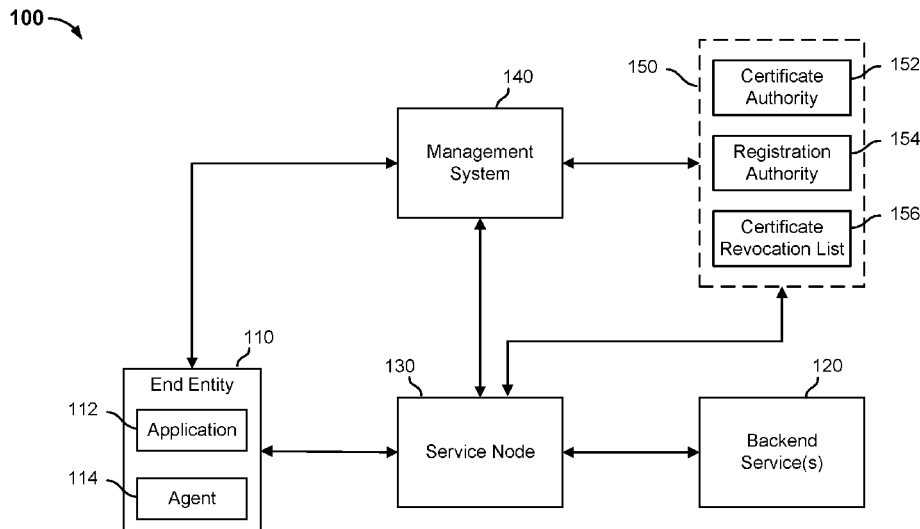 100
140
Management
System
150
152
Certificate
Authority
154
Registration
Authority
156
Certificate
Revocation List
110
End Entity
112
Application
114
Agent
130
Service Node
120
Backend
Service(s)